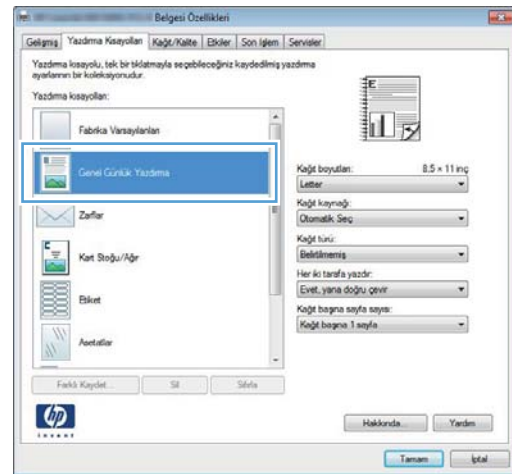 Belgesi Özellikleri
Gelişmiş Yazdırma Kısayolları Kağıt/Kalite Etkiler Son İşlem Servisler
Yazdırma kısayolu, tek bir tıklatmayla seçebileceğiniz kaydedilmiş yazdırma
ayarlarının bir koleksiyonudur.
Yazdırma kısayolları:
Fabrika Varsayılanları
Genel Günlük Yazdırma
Zarflar
Kart Stoğu/Ağır
Etiket
Asetatlar
Farklı Kaydet...
Sil
Sıfırla
Kağıt boyutları: 8,5 × 11 inç
Letter
Kağıt kaynağı:
Otomatik Seç
Kağıt türü:
Belirtilmemiş
Her iki tarafa yazdır:
Evet, yana doğru çevir
Kağıt başına sayfa sayısı:
Kağıt başına 1 sayfa
hp
invent
Hakkında... Yardım
Tamam İptal